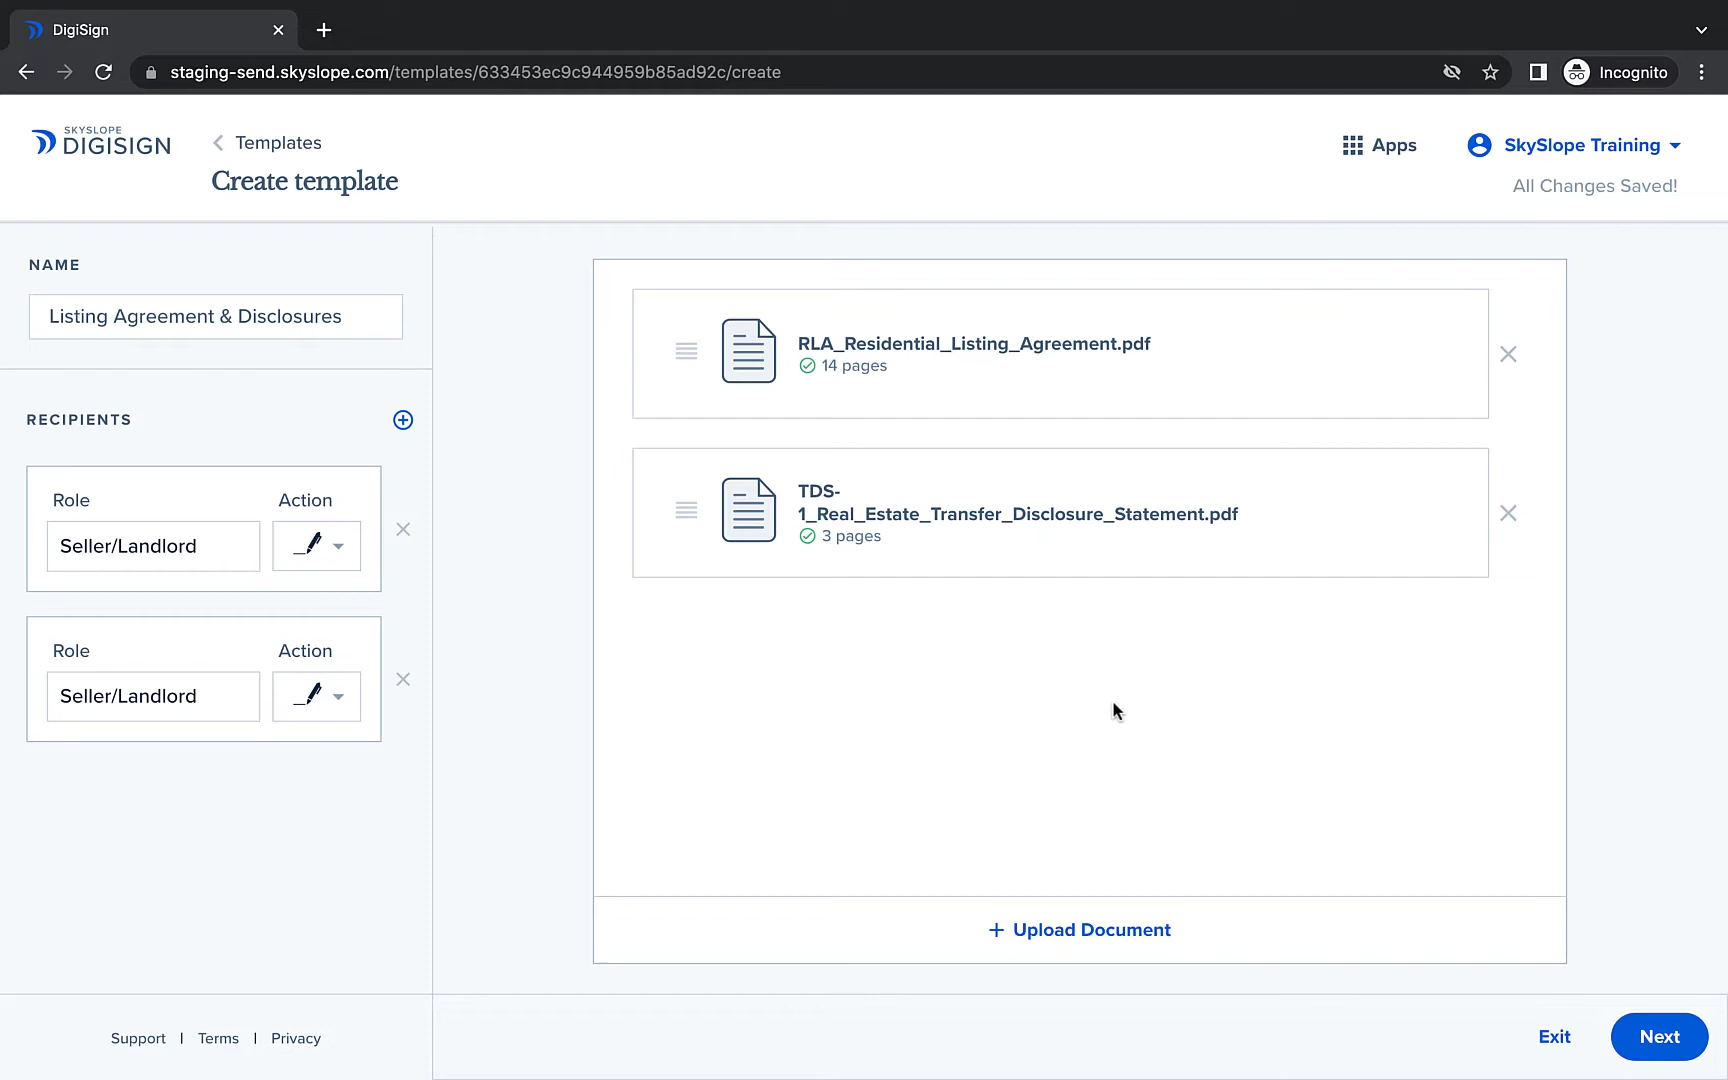 DigiSign
staging-send.skyslope.com/templates/633453ec9c944959b85ad92c/create
Incognito
SKYSLOPE
DIGISIGN
Templates
Create template
Apps
SkySlope Training
All Changes Saved!
NAME
Listing Agreement & Disclosures
RECIPIENTS
Role
Action
Seller/Landlord
Role
Action
Seller/Landlord
RLA_Residential_Listing_Agreement.pdf
14 pages
TDS-
1_Real_Estate_Transfer_Disclosure_Statement.pdf
3 pages
+ Upload Document
Support | Terms | Privacy
Exit
Next